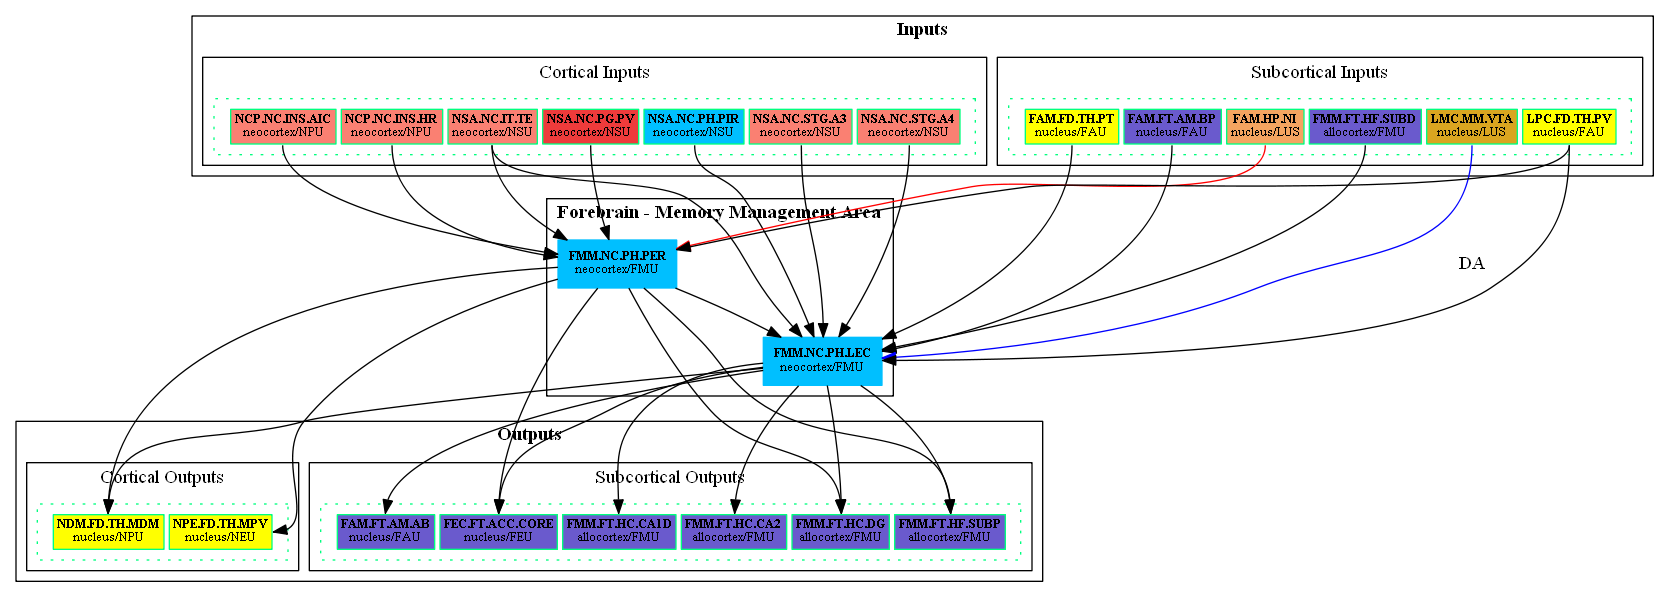 Inputs
Cortical Inputs
Subcortical Inputs
NCP.NC.INS.AIC
neocortex/NPU
NCP.NC.INS.HR
neocortex/NPU
NSA.NC.IT.TE
neocortex/NSU
NSA.NC.PG.PV
neocortex/NSU
NSA.NC.PH.PIR
neocortex/NSU
NSA.NC.STG.A3
neocortex/NSU
NSA.NC.STG.A4
neocortex/NSU
FAM.FD.TH.PT
nucleus/FAU
FAM.FT.AM.BP
nucleus/FAU
FAM.HP.NI
nucleus/LUS
FMM.FT.HF.SUBD
allocortex/FMU
LMC.MM.VTA
nucleus/LUS
LPC.FD.TH.PV
nucleus/FAU
Forebrain - Memory Management Area
FMM.NC.PH.PER
neocortex/FMU
DA
FMM.NC.PH.LEC
neocortex/FMU
Outputs
Cortical Outputs
Subcortical Outputs
NDM.FD.TH.MDM
nucleus/NPU
NPE.FD.TH.MPV
nucleus/NEU
FAM.FT.AM.AB
nucleus/FAU
FEC.FT.ACC.CORE
nucleus/FEU
FMM.FT.HC.CA1D
allocortex/FMU
FMM.FT.HC.CA2
allocortex/FMU
FMM.FT.HC.DG
allocortex/FMU
FMM.FT.HF.SUBP
allocortex/FMU